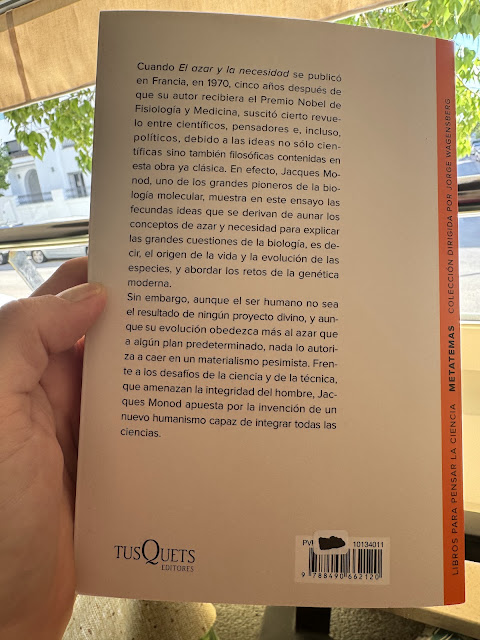 Cuando El azar y la necesidad se publicó
en Francia, en 1970, cinco años después de
que su autor recibiera el Premio Nobel de
Fisiología y Medicina, suscitó cierto revue-
lo entre científicos, pensadores e, incluso,
políticos, debido a las ideas no sólo cien-
tíficas sino también filosóficas contenidas en
esta obra ya clásica. En efecto, Jacques Mo-
nod, uno de los grandes pioneros de la bio-
logía molecular, muestra en este ensayo las
fecundas ideas que se derivan de aunar los
conceptos de azar y necesidad para explicar
las grandes cuestiones de la biología, es de-
cir, el origen de la vida y la evolución de las
especies, y abordar los retos de la genética
moderna.
Sin embargo, aunque el ser humano no sea
el resultado de ningún proyecto divino, y aun-
que su evolución obedezca más al azar que
a algún plan predeterminado, nada lo autori-
za a caer en un materialismo pesimista. Fren-
te a los desafíos de la ciencia y de la técnica,
que amenazan la integridad del hombre, Jac-
ques Monod apuesta por la invención de un
nuevo humanismo capaz de integrar todas las
ciencias.
TUSQUETS
EDITORES
10134011
9 788490 662120
LIBROS PARA PENSAR LA CIENCIA METATEMAS COLECCIÓN DIRIGIDA POR JORGE WAGENSBERG